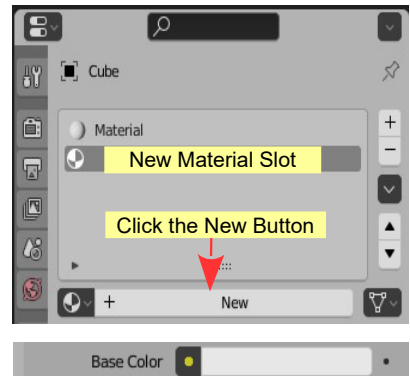 Cube
Material
New Material Slot
Click the New Button
+ New
Base Color